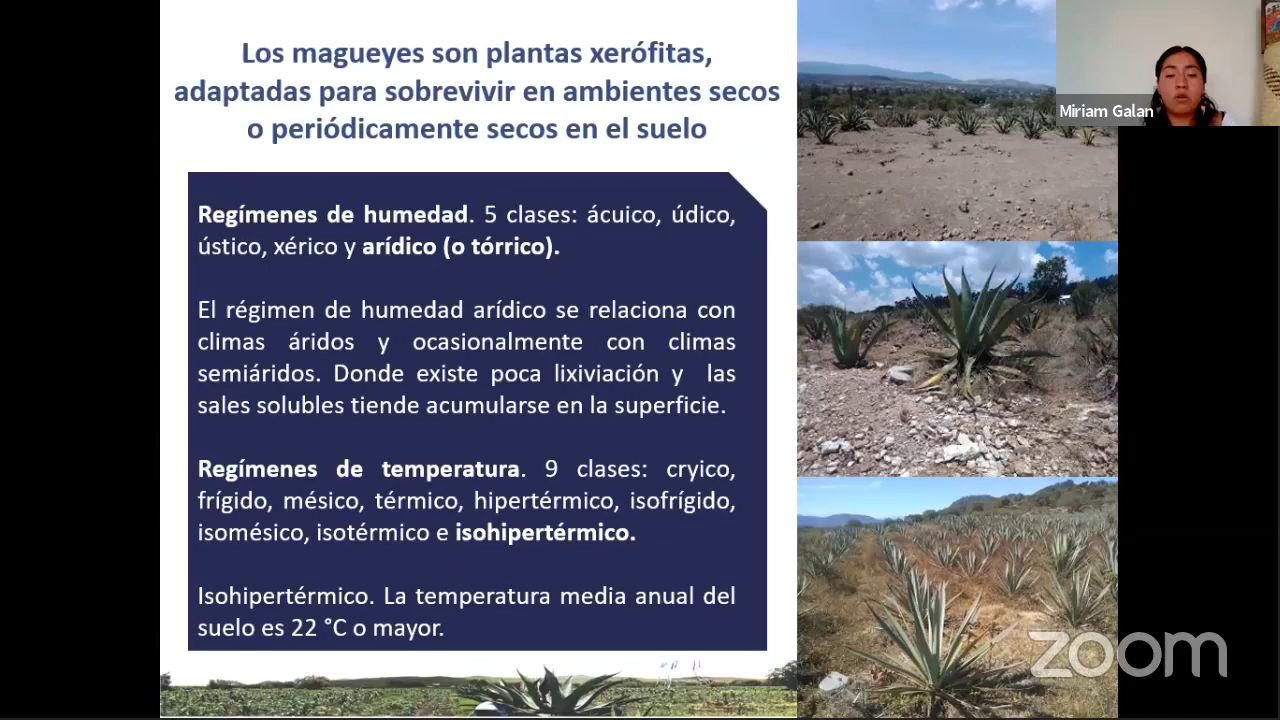 Los magueyes son plantas xerófitas,
adaptadas para sobrevivir en ambientes secos
o periódicamente secos en el suelo
Regímenes de humedad. 5 clases: ácuico, údico,
ústico, xérico y arídico (o tórrico).
El régimen de humedad arídico se relaciona con
climas áridos y ocasionalmente con climas
semiáridos. Donde existe poca lixiviación y las
sales solubles tiende acumularse en la superficie.
Regímenes de temperatura. 9 clases: cryico,
frígido, mésico, térmico, hipertérmico, isofrígido,
isomésico, isotérmico e isohipertérmico.
Isohipertérmico. La temperatura media anual del
suelo es 22 °C o mayor.
Miriam Galan
zoom